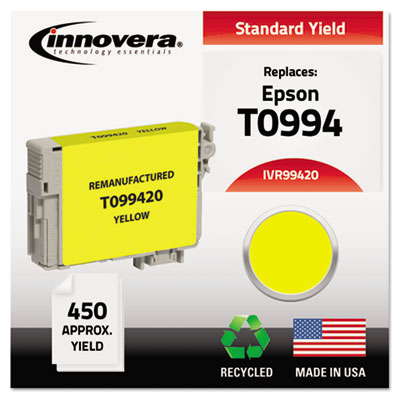 innovera
technology essentials
Standard Yield
Replaces:
Epson
T0994
IVR99420
REMANUFACTURED
T099420
YELLOW
450
APPROX.
YIELD
RECYCLED
MADE IN USA